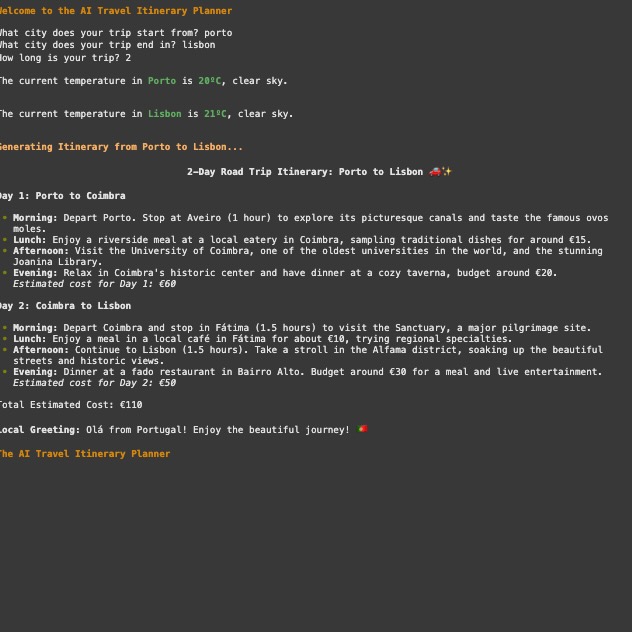 Welcome to the AI Travel Itinerary Planner
What city does your trip start from? porto
What city does your trip end in? lisbon
How long is your trip? 2
The current temperature in Porto is 20ºC, clear sky.
The current temperature in Lisbon is 21ºC, clear sky.
Generating Itinerary from Porto to Lisbon...
2-Day Road Trip Itinerary: Porto to Lisbon 🚗✨
Day 1: Porto to Coimbra
• Morning: Depart Porto. Stop at Aveiro (1 hour) to explore its picturesque canals and taste the famous ovos
moles.
• Lunch: Enjoy a riverside meal at a local eatery in Coimbra, sampling traditional dishes for around €15.
• Afternoon: Visit the University of Coimbra, one of the oldest universities in the world, and the stunning
Joanina Library.
• Evening: Relax in Coimbra's historic center and have dinner at a cozy taverna, budget around €20.
Estimated cost for Day 1: €60
Day 2: Coimbra to Lisbon
• Morning: Depart Coimbra and stop in Fátima (1.5 hours) to visit the Sanctuary, a major pilgrimage site.
• Lunch: Enjoy a meal in a local café in Fátima for about €10, trying regional specialties.
• Afternoon: Continue to Lisbon (1.5 hours). Take a stroll in the Alfama district, soaking up the beautiful
streets and historic views.
• Evening: Dinner at a fado restaurant in Bairro Alto. Budget around €30 for a meal and live entertainment.
Estimated cost for Day 2: €50
Total Estimated Cost: €110
Local Greeting: Olá from Portugal! Enjoy the beautiful journey! 🇵🇹
The AI Travel Itinerary Planner